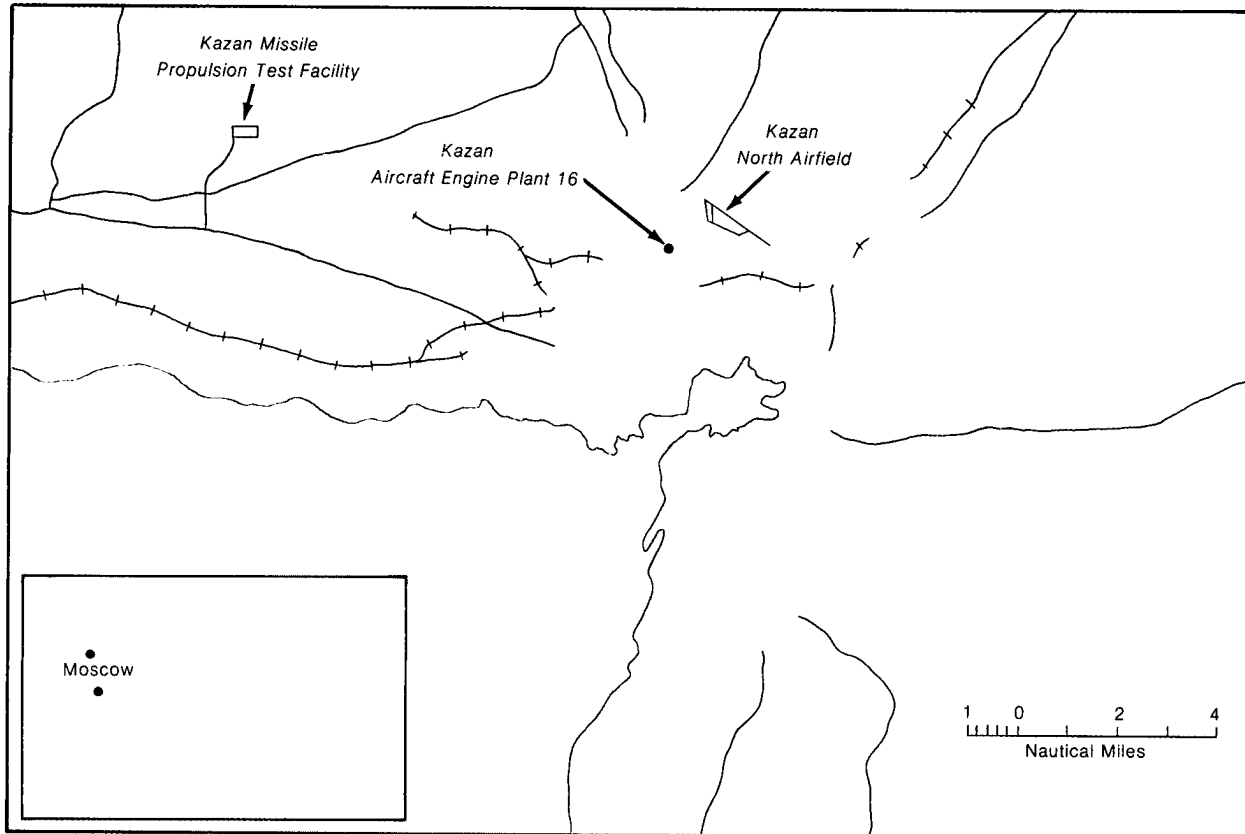 Kazan Missile
Propulsion Test Facility
Kazan
Aircraft Engine Plant 16
Kazan
North Airfield
Moscow
1 0 2 4
Nautical Miles